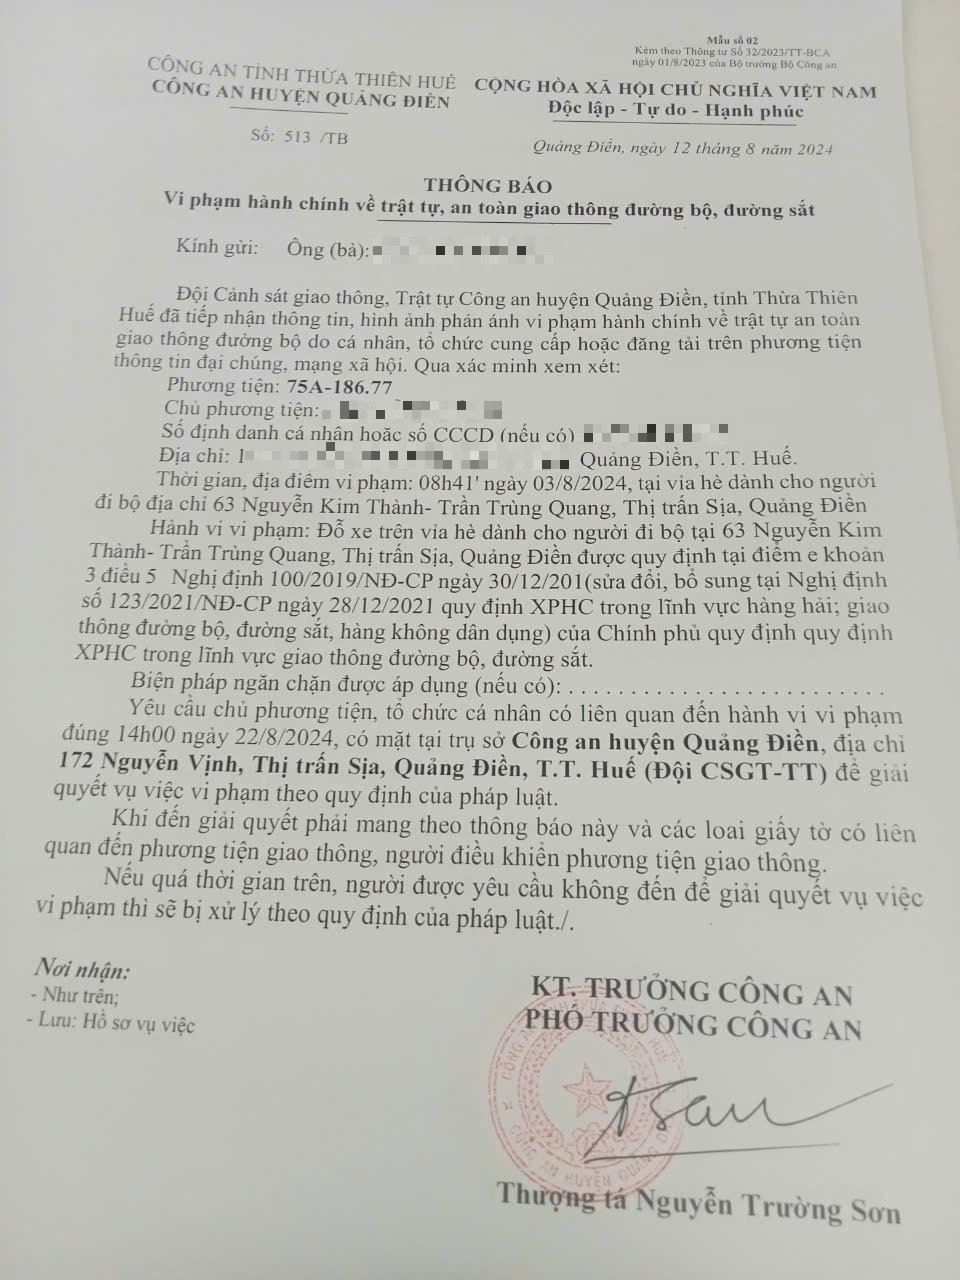 Mẫu số 02
Kèm theo Thông tư Số 32/2023/TT-BCA
ngày 01/8/2023 của Bộ trưởng Bộ Công an
CÔNG AN TỈNH THỪA THIÊN HUẾ
CÔNG AN HUYỆN QUẢNG ĐIỀN
CỘNG HÒA XÃ HỘI CHỦ NGHĨA VIỆT NAM
Độc lập - Tự do - Hạnh phúc
Số: 513 /TB
Quảng Điền, ngày 12 tháng 8 năm 2024
THÔNG BÁO
Vi phạm hành chính về trật tự, an toàn giao thông đường bộ, đường sắt
Kính gửi: Ông (bà):
Đội Cảnh sát giao thông, Trật tự Công an huyện Quảng Điền, tỉnh Thừa Thiên
Huế đã tiếp nhận thông tin, hình ảnh phản ánh vi phạm hành chính về trật tự an toàn
giao thông đường bộ do cá nhân, tổ chức cung cấp hoặc đăng tải trên phương tiện
thông tin đại chúng, mạng xã hội. Qua xác minh xem xét:
Phương tiện: 75A-186.77
Chủ phương tiện:
Số định danh cá nhân hoặc số CCCD (nếu có)
Địa chỉ: 1 Quảng Điền, T.T. Huế.
Thời gian, địa điểm vi phạm: 08h41' ngày 03/8/2024, tại vỉa hè dành cho người
đi bộ địa chỉ 63 Nguyễn Kim Thành- Trần Trùng Quang, Thị trấn Sịa, Quảng Điền
Hành vi vi phạm: Đỗ xe trên vỉa hè dành cho người đi bộ tại 63 Nguyễn Kim
Thành- Trần Trùng Quang, Thị trấn Sịa, Quảng Điền được quy định tại điểm e khoản
3 điều 5 Nghị định 100/2019/NĐ-CP ngày 30/12/201(sửa đổi, bổ sung tại Nghị định
số 123/2021/NĐ-CP ngày 28/12/2021 quy định XPHC trong lĩnh vực hàng hải; giao
thông đường bộ, đường sắt, hàng không dân dụng) của Chính phủ quy định quy định
XPHC trong lĩnh vực giao thông đường bộ, đường sắt.
Biện pháp ngăn chặn được áp dụng (nếu có): . . . . . . . . . . . . . . . . . . . . . . . . . .
Yêu cầu chủ phương tiện, tổ chức cá nhân có liên quan đến hành vi vi phạm
đúng 14h00 ngày 22/8/2024, có mặt tại trụ sở Công an huyện Quảng Điền, địa chỉ
172 Nguyễn Vịnh, Thị trấn Sịa, Quảng Điền, T.T. Huế (Đội CSGT-TT) để giải
quyết vụ việc vi phạm theo quy định của pháp luật.
Khi đến giải quyết phải mang theo thông báo này và các loại giấy tờ có liên
quan đến phương tiện giao thông, người điều khiển phương tiện giao thông.
Nếu quá thời gian trên, người được yêu cầu không đến để giải quyết vụ việc
vi phạm thì sẽ bị xử lý theo quy định của pháp luật./.
Nơi nhận:
- Như trên;
- Lưu: Hồ sơ vụ việc
KT. TRƯỞNG CÔNG AN
PHÓ TRƯỞNG CÔNG AN
CÔNG AN HUYỆN QUẢNG ĐIỀN
Thượng tá Nguyễn Trường Sơn